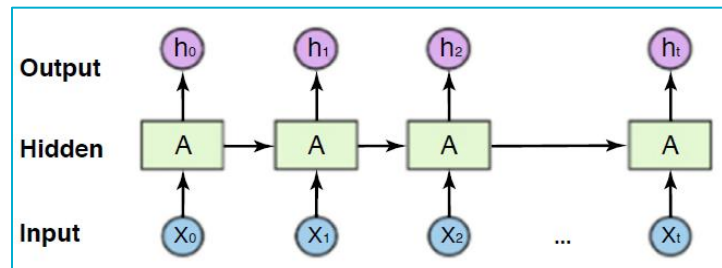 Output h₀ h₁ h₂ hₜ
Hidden A A A A
Input X₀ X₁ X₂ ... Xₜ